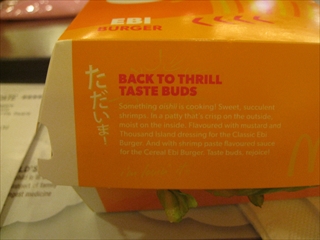 EBI
BURGER
ただいまー
BACK TO THRILL
TASTE BUDS
Something oishi is cooking! Sweet, succulent
shrimps. In a patty that's crisp on the outside,
moist on the inside. Flavoured with mustard and
Thousand Island dressing for the Classic Ebi
Burger. And with shrimp paste flavoured sauce
for the Cereal Ebi Burger. Taste buds, rejoice!